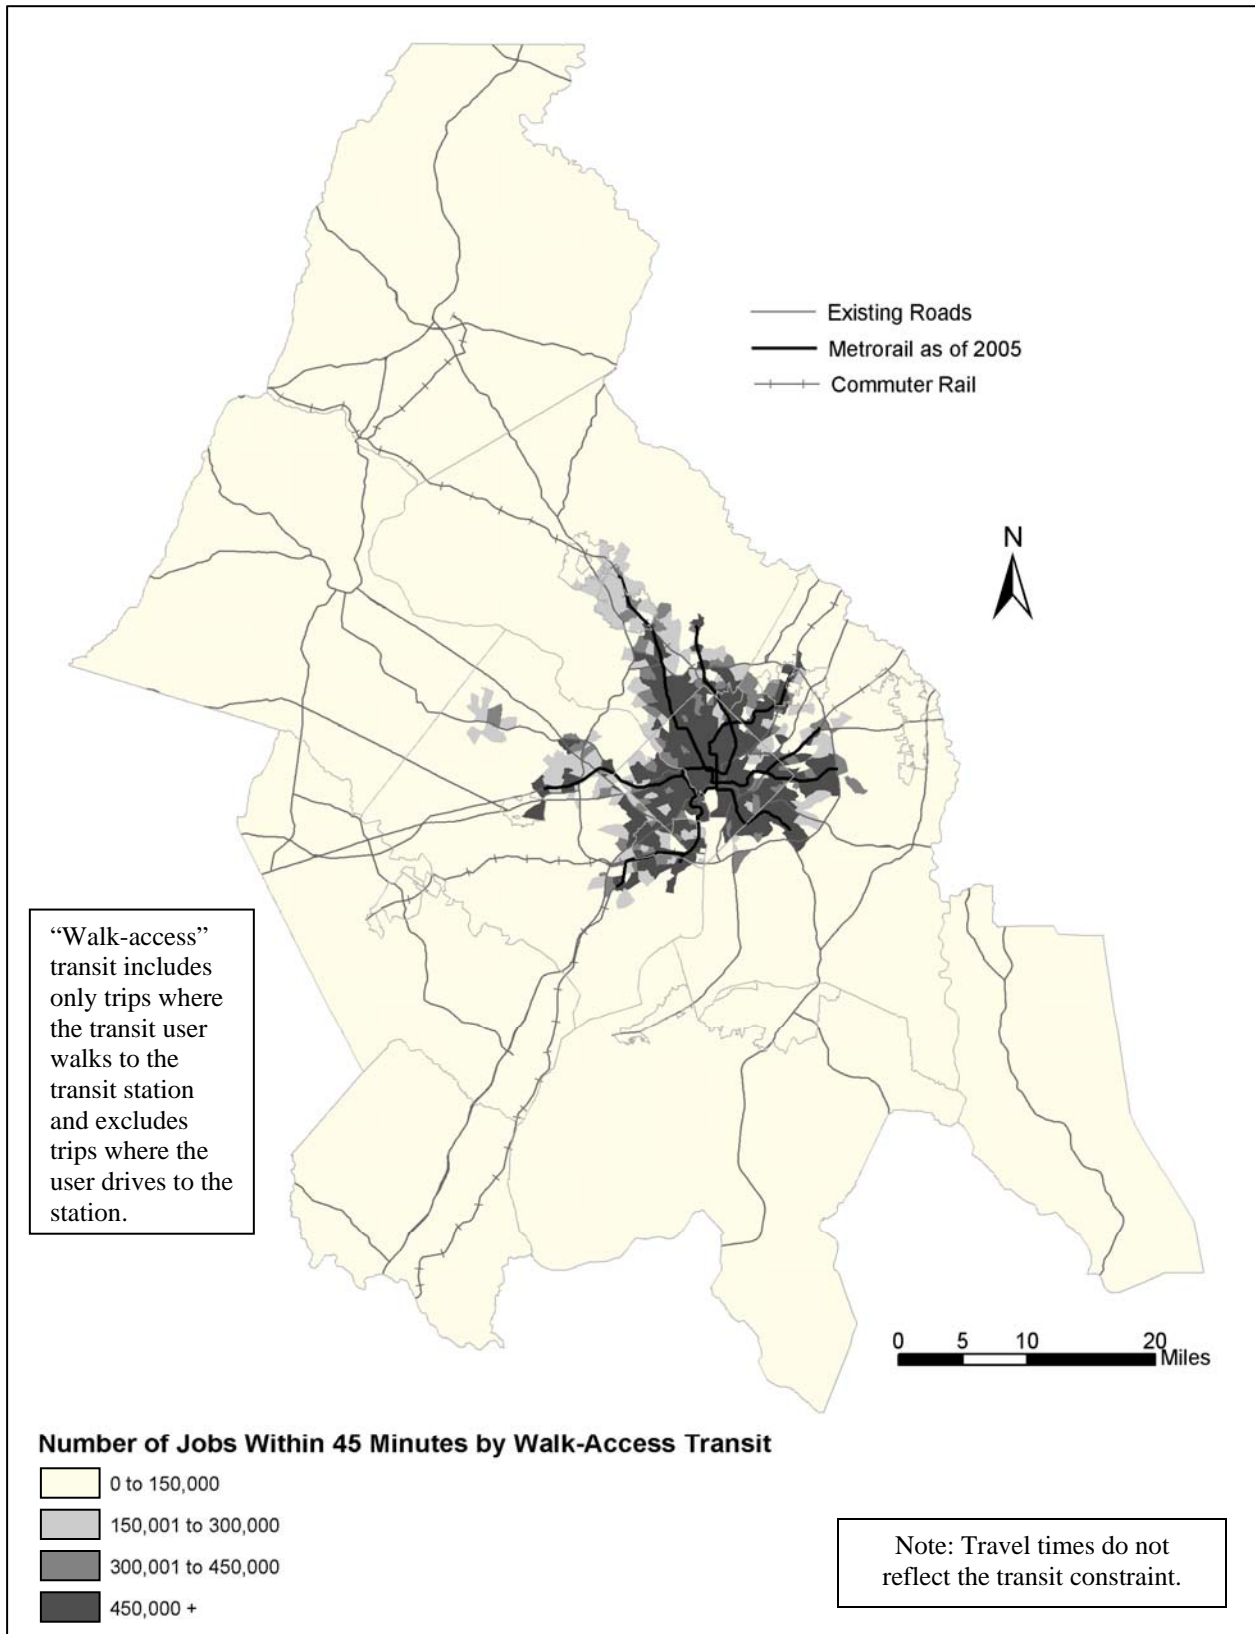 Existing Roads
Metrorail as of 2005
Commuter Rail
N
“Walk-access”
transit includes
only trips where
the transit user
walks to the
transit station
and excludes
trips where the
user drives to the
station.
0 5 10 20
Miles
Number of Jobs Within 45 Minutes by Walk-Access Transit
0 to 150,000
150,001 to 300,000
300,001 to 450,000
450,000 +
Note: Travel times do not
reflect the transit constraint.